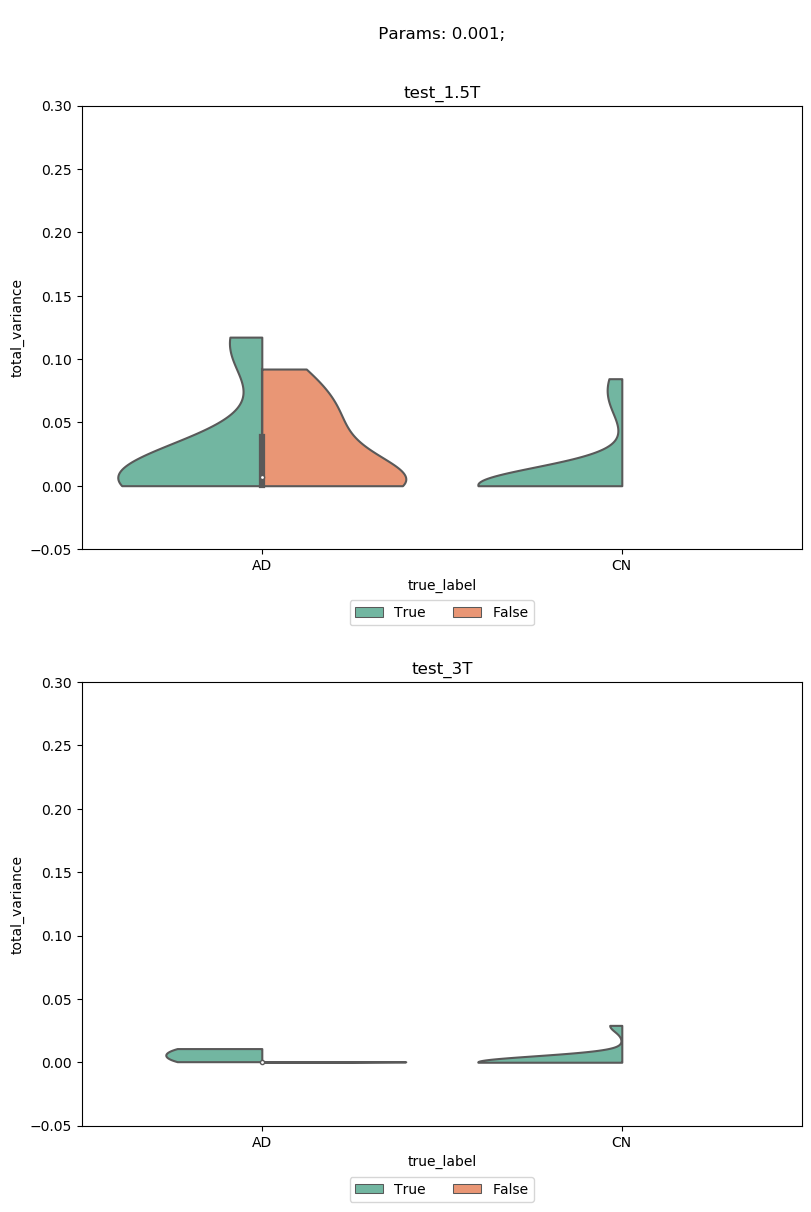 Params: 0.001;
test_1.5T
0.30
0.25
0.20
0.15
0.10
0.05
0.00
−0.05
total_variance
AD CN
true_label
True False
test_3T
0.30
0.25
0.20
0.15
0.10
0.05
0.00
−0.05
total_variance
AD CN
true_label
True False